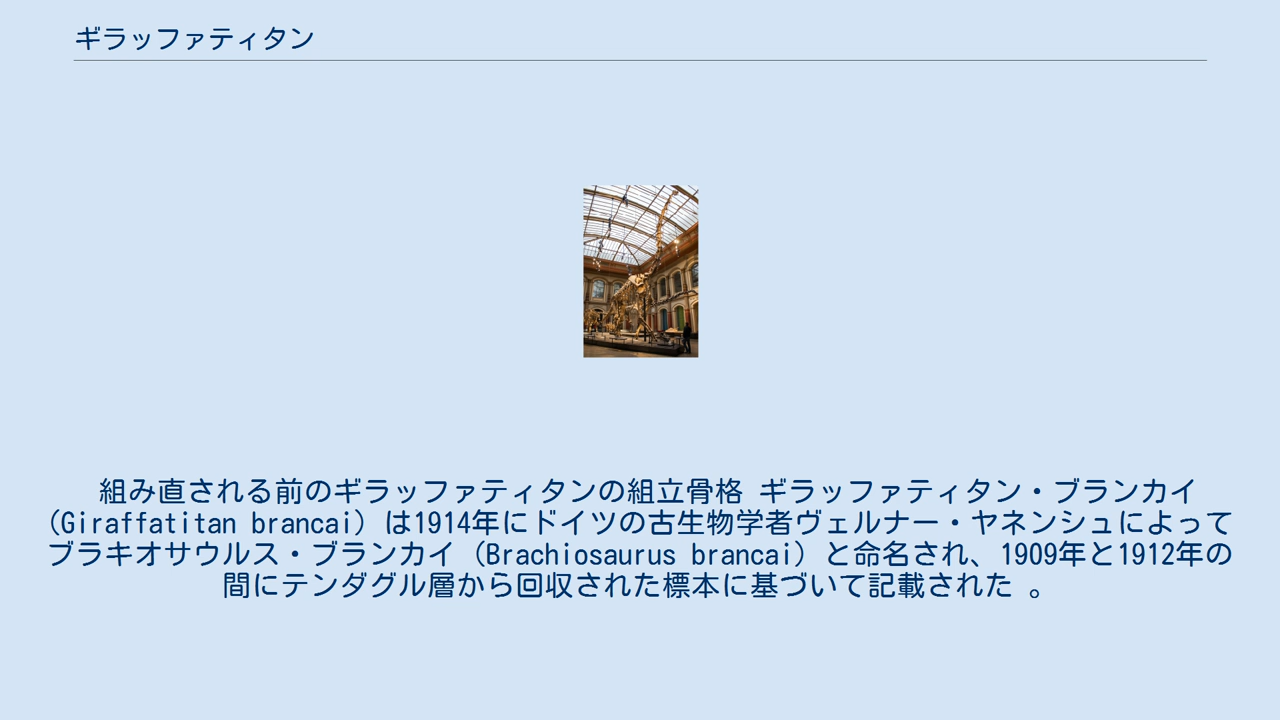 ギラッファティタン
組み直される前のギラッファティタンの組立骨格 ギラッファティタン・ブランカイ
（Giraffatitan brancai）は1914年にドイツの古生物学者ヴェルナー・ヤネンシュによって
ブラキオサウルス・ブランカイ（Brachiosaurus brancai）と命名され、1909年と1912年の
間にテンダグル層から回収された標本に基づいて記載された 。